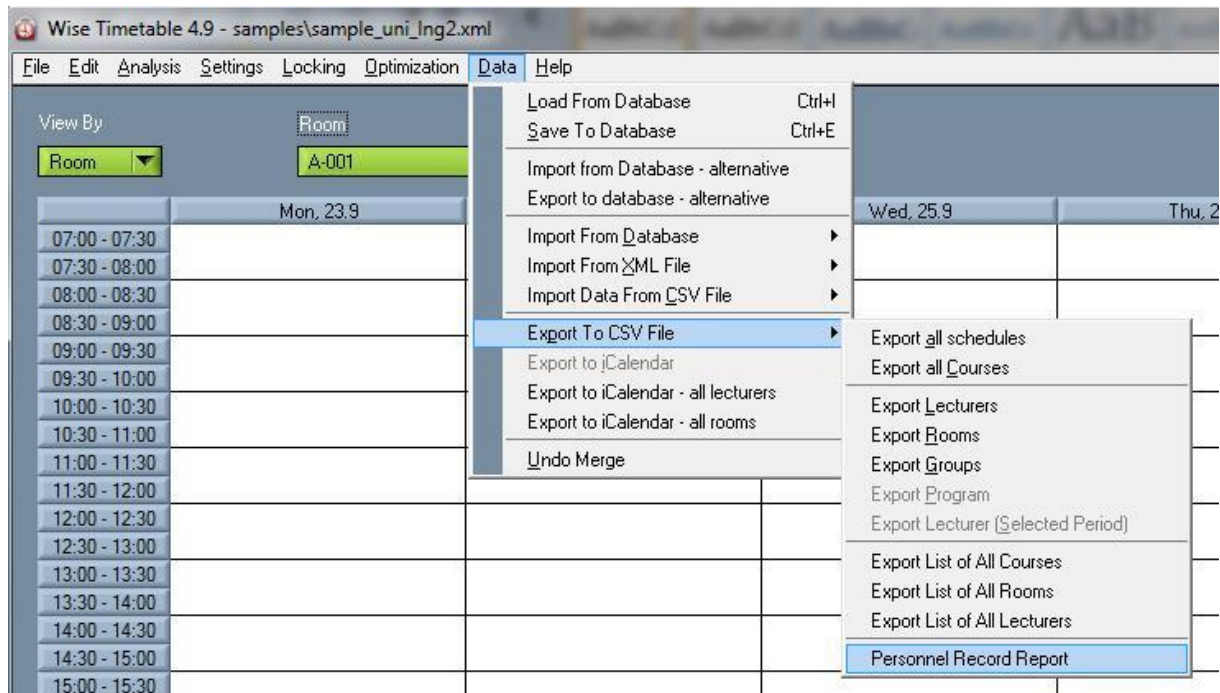 Wise Timetable 4.9 - samples\sample_uni_lng2.xml
File Edit Analysis Settings Locking Optimization Data Help
View By
Room
Room
A-001
Load From Database Ctrl+I
Save To Database Ctrl+E
Import from Database - alternative
Export to database - alternative
Import From Database
Import From XML File
Import Data From CSV File
Export To CSV File
Export to iCalendar
Export to iCalendar - all lecturers
Export to iCalendar - all rooms
Undo Merge
Export all schedules
Export all Courses
Export Lecturers
Export Rooms
Export Groups
Export Program
Export Lecturer (Selected Period)
Export List of All Courses
Export List of All Rooms
Export List of All Lecturers
Personnel Record Report
Mon, 23.9 Wed, 25.9 Thu, 2
07:00 - 07:30
07:30 - 08:00
08:00 - 08:30
08:30 - 09:00
09:00 - 09:30
09:30 - 10:00
10:00 - 10:30
10:30 - 11:00
11:00 - 11:30
11:30 - 12:00
12:00 - 12:30
12:30 - 13:00
13:00 - 13:30
13:30 - 14:00
14:00 - 14:30
14:30 - 15:00
15:00 - 15:30